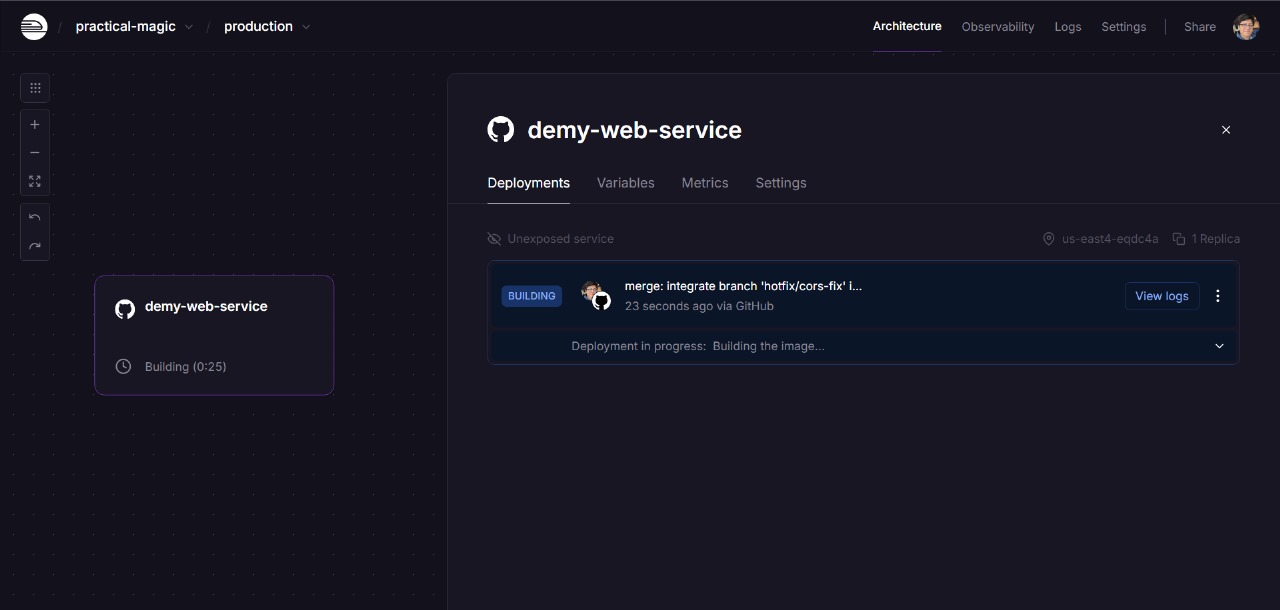 / practical-magic / production
Architecture Observability Logs Settings Share
demy-web-service
Building (0:25)
demy-web-service
Deployments Variables Metrics Settings
Unexposed service us-east4-eqdc4a 1 Replica
BUILDING merge: integrate branch 'hotfix/cors-fix' i... View logs
23 seconds ago via GitHub
Deployment in progress: Building the image...